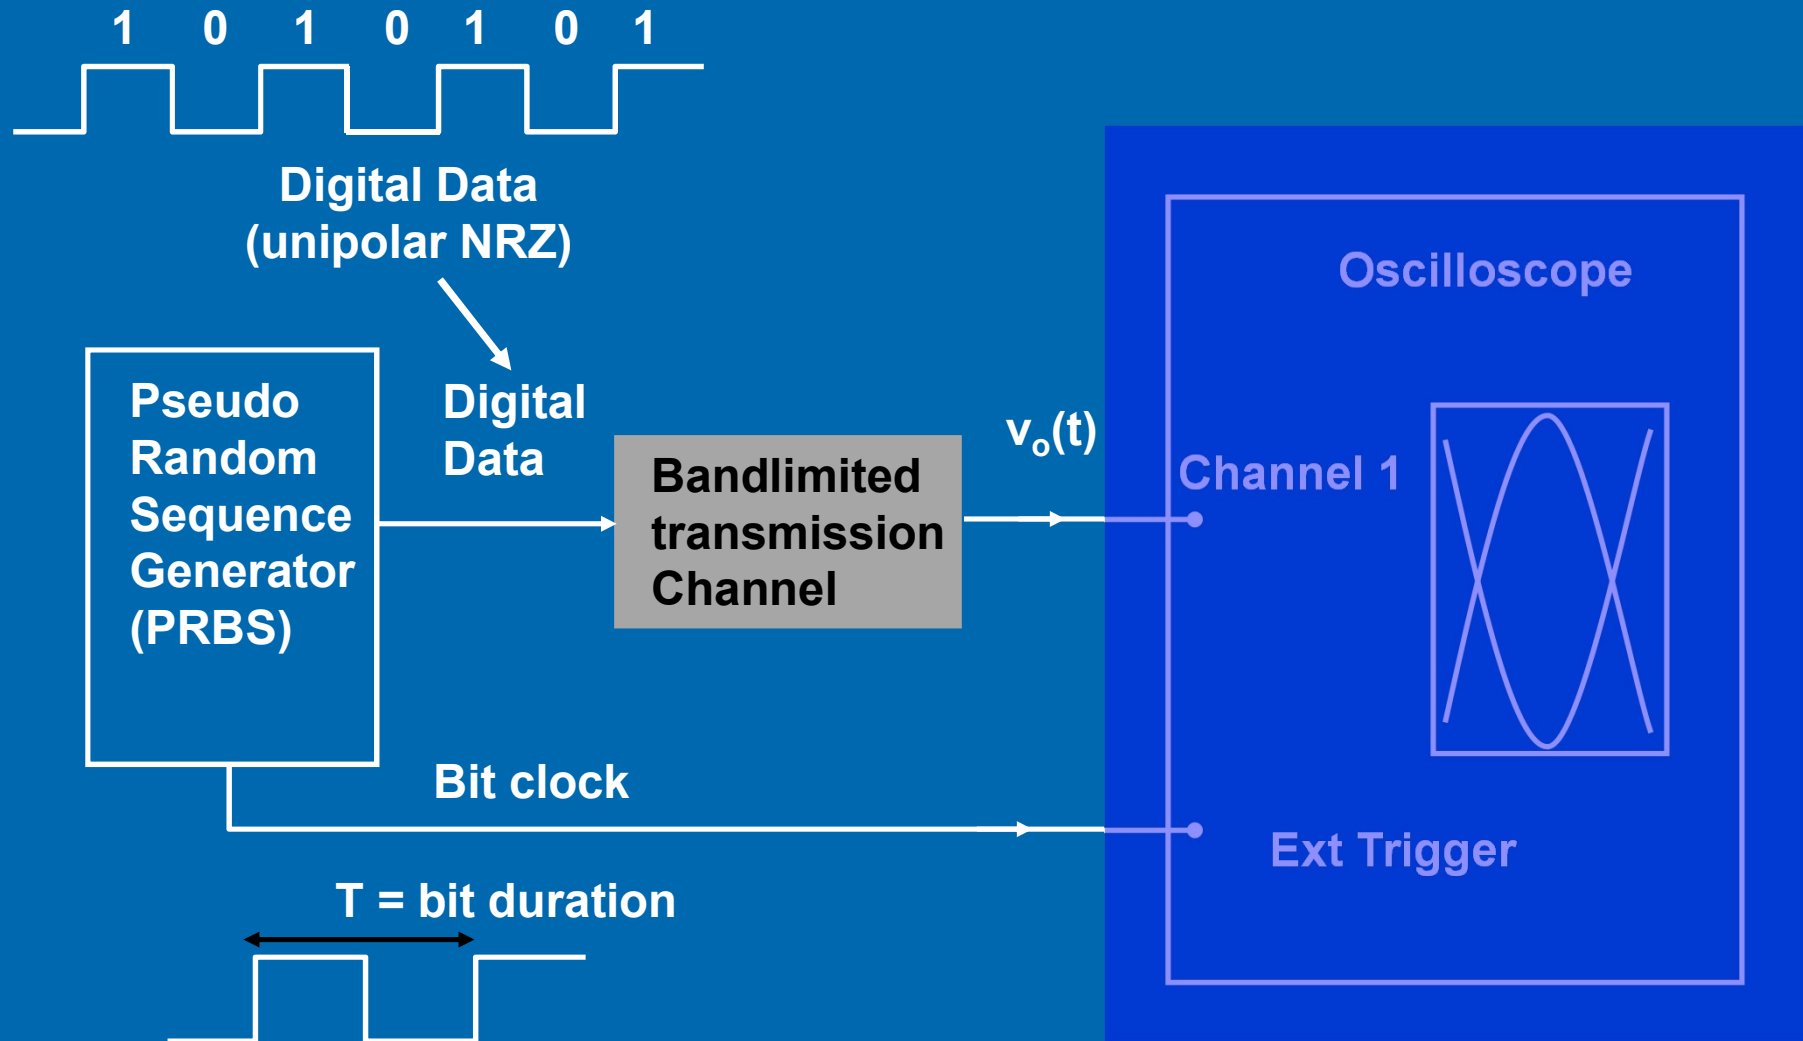 1 0 1 0 1 0 1
Digital Data
(unipolar NRZ)
Oscilloscope
Pseudo
Random
Sequence
Generator
(PRBS)
Digital
Data
Bandlimited
transmission
Channel
vo(t)
Channel 1
Bit clock
Ext Trigger
T = bit duration